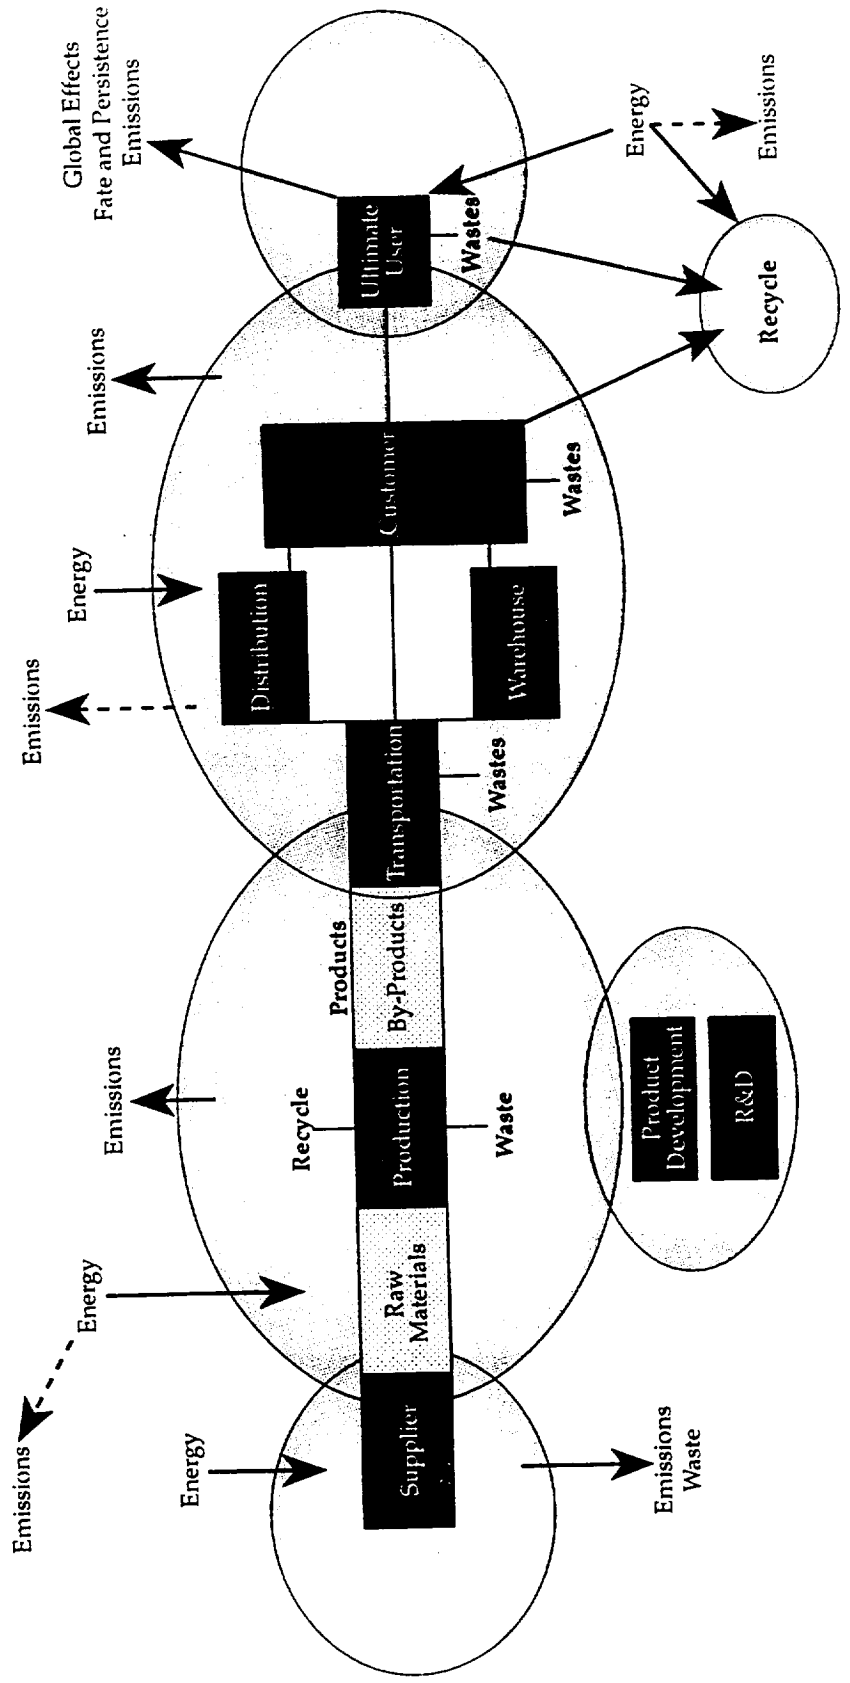 Emissions
Energy
Emissions
Emissions
Energy
Emissions
Global Effects
Fate and Persistence
Emissions
Energy
Supplier
Raw
Materials
Recycle
Production
Waste
Products
By-Products
Transportation
Wastes
Distribution
Warehouse
Customer
Wastes
Ultimate
User
Wastes
Emissions
Waste
Product
Development
R&D
Recycle
Energy
Emissions